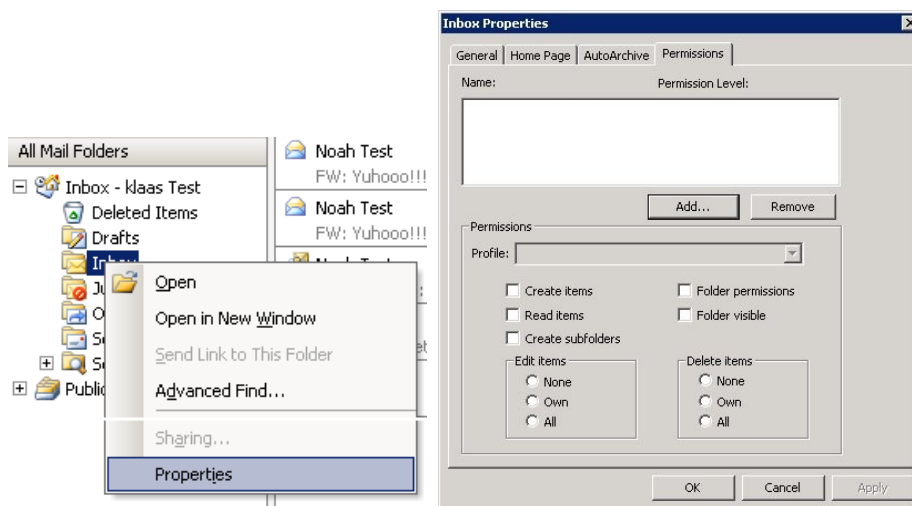 All Mail Folders
Inbox - klaas Test
Deleted Items
Drafts
Inbox
Public
Noah Test
FW: Yuhooo!!!
Noah Test
FW: Yuhooo!!!
Open
Open in New Window
Send Link to This Folder
Advanced Find...
Sharing...
Properties
Inbox Properties
General Home Page AutoArchive Permissions
Name: Permission Level:
Add... Remove
Permissions
Profile:
Create items Folder permissions
Read items Folder visible
Create subfolders
Edit items Delete items
None None
Own Own
All All
OK Cancel Apply